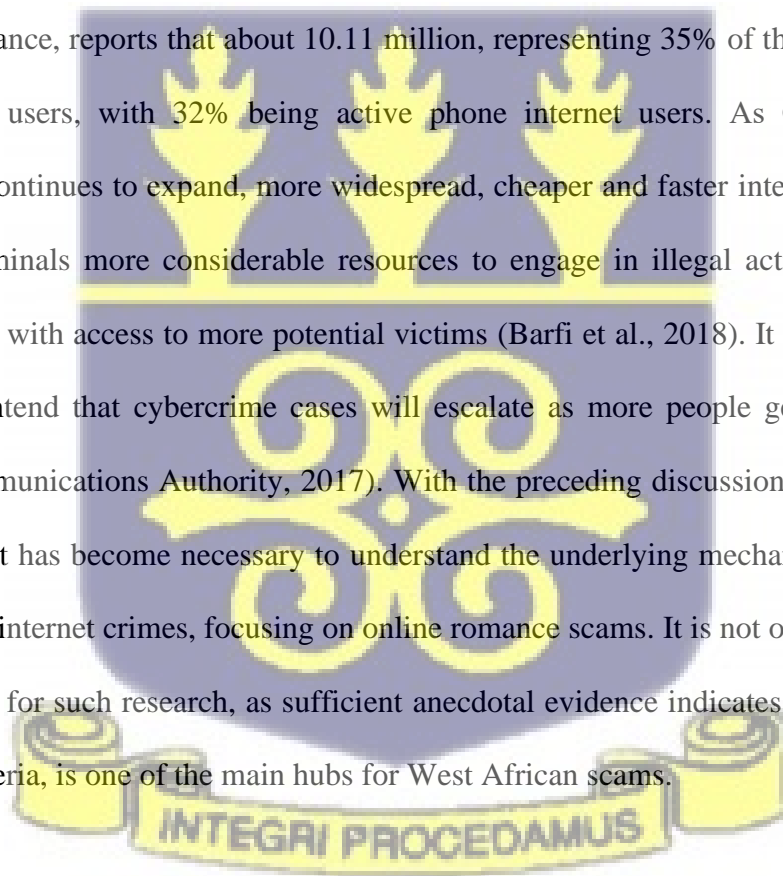 ance, reports that about 10.11 million, representing 35% of th
users, with 32% being active phone internet users. As
ontinues to expand, more widespread, cheaper and faster inte
minals more considerable resources to engage in illegal act
with access to more potential victims (Barfi et al., 2018). It
ntend that cybercrime cases will escalate as more people g
munications Authority, 2017). With the preceding discussion
t has become necessary to understand the underlying mecha
internet crimes, focusing on online romance scams. It is not o
for such research, as sufficient anecdotal evidence indicates
eria, is one of the main hubs for West African scams.
INTEGRI PROCEDAMUS